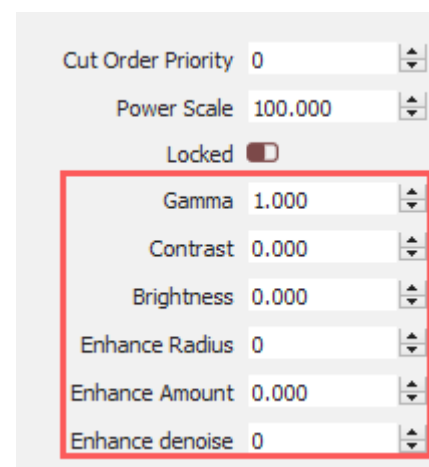 Cut Order Priority 0
Power Scale 100.000
Locked
Gamma 1.000
Contrast 0.000
Brightness 0.000
Enhance Radius 0
Enhance Amount 0.000
Enhance denoise 0